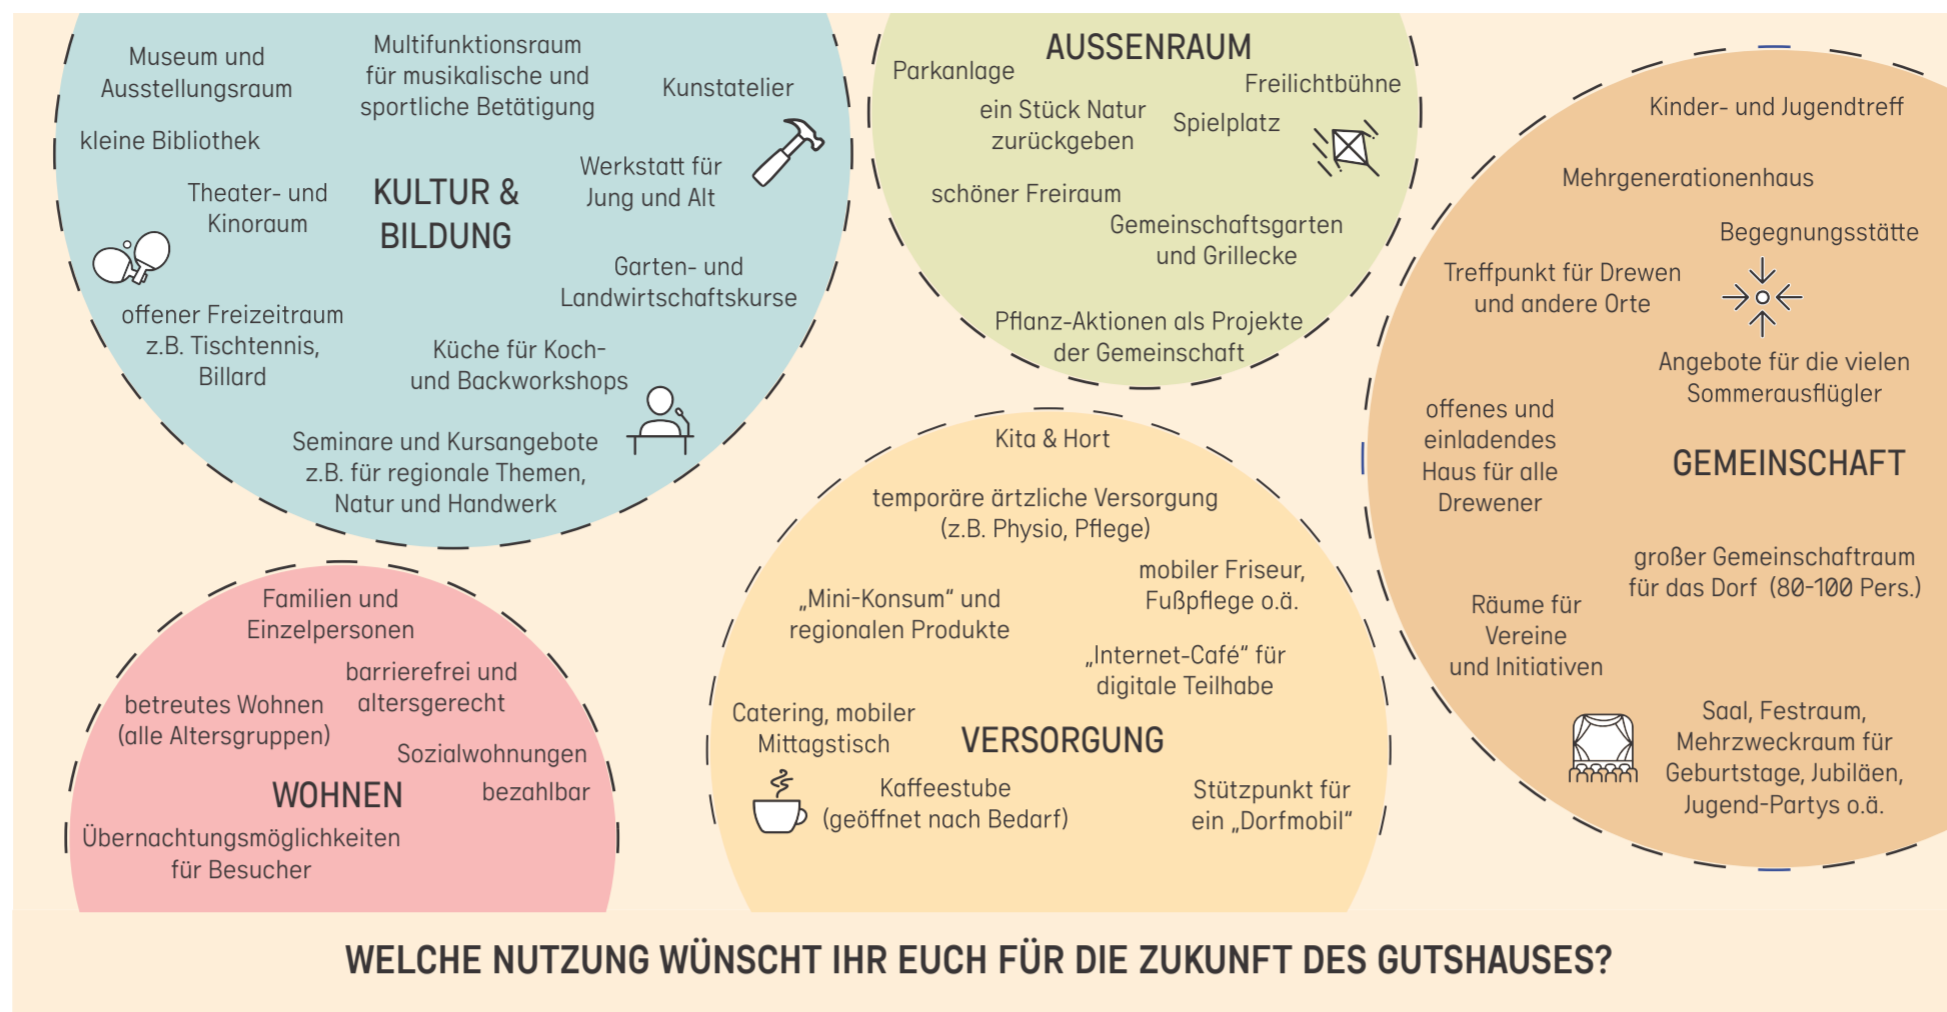 Museum und
Ausstellungsraum
Multifunktionsraum
für musikalische und
sportliche Betätigung
Kunstatelier
kleine Bibliothek
Werkstatt für
Jung und Alt
Theater- und
Kinoraum
KULTUR &
BILDUNG
Garten- und
Landwirtschaftskurse
offener Freizeitraum
z.B. Tischtennis,
Billard
Küche für Koch-
und Backworkshops
Seminare und Kursangebote
z.B. für regionale Themen,
Natur und Handwerk
AUSSENRAUM
Parkanlage
Freilichtbühne
ein Stück Natur
zurückgeben
Spielplatz
schöner Freiraum
Gemeinschaftsgarten
und Grillecke
Pflanz-Aktionen als Projekte
der Gemeinschaft
Kinder- und Jugendtreff
Mehrgenerationenhaus
Begegnungsstätte
Treffpunkt für Drewen
und andere Orte
Angebote für die vielen
Sommerausflügler
offenes und
einladendes
Haus für alle
Drewener
GEMEINSCHAFT
großer Gemeinschaftraum
für das Dorf (80-100 Pers.)
Räume für
Vereine
und Initiativen
Saal, Festraum,
Mehrzweckraum für
Geburtstage, Jubiläen,
Jugend-Partys o.ä.
Familien und
Einzelpersonen
barrierefrei und
altersgerecht
betreutes Wohnen
(alle Altersgruppen)
Sozialwohnungen
WOHNEN
bezahlbar
Übernachtungsmöglichkeiten
für Besucher
Kita & Hort
temporäre ärtzliche Versorgung
(z.B. Physio, Pflege)
mobiler Friseur,
Fußpflege o.ä.
„Mini-Konsum“ und
regionalen Produkte
„Internet-Café“ für
digitale Teilhabe
Catering, mobiler
Mittagstisch
VERSORGUNG
Kaffeestube
(geöffnet nach Bedarf)
Stützpunkt für
ein „Dorfmobil“
WELCHE NUTZUNG WÜNSCHT IHR EUCH FÜR DIE ZUKUNFT DES GUTSHAUSES?